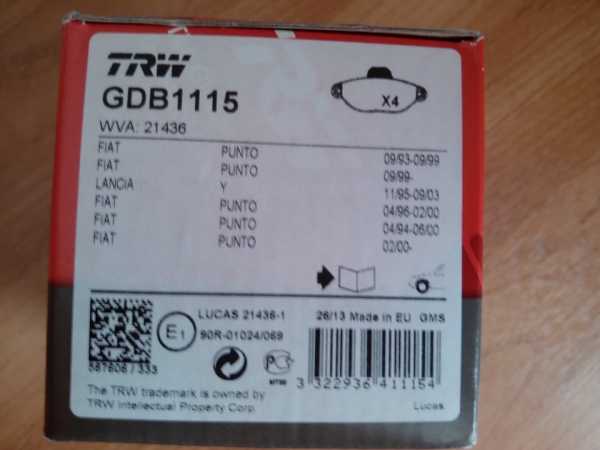 TRW
GDB1115
X4
WVA: 21436
FIAT PUNTO 09/93-09/99
FIAT PUNTO 09/99-
LANCIA Y 11/95-09/03
FIAT PUNTO 04/96-02/00
FIAT PUNTO 04/94-06/00
FIAT PUNTO 02/00-
E1
LUCAS 21436-1
90R-01024/069
26/13 Made in EU GMS
587606 / 333
3 322936 411154
The TRW trademark is owned by
TRW Intellectual Property Corp.
Lucas